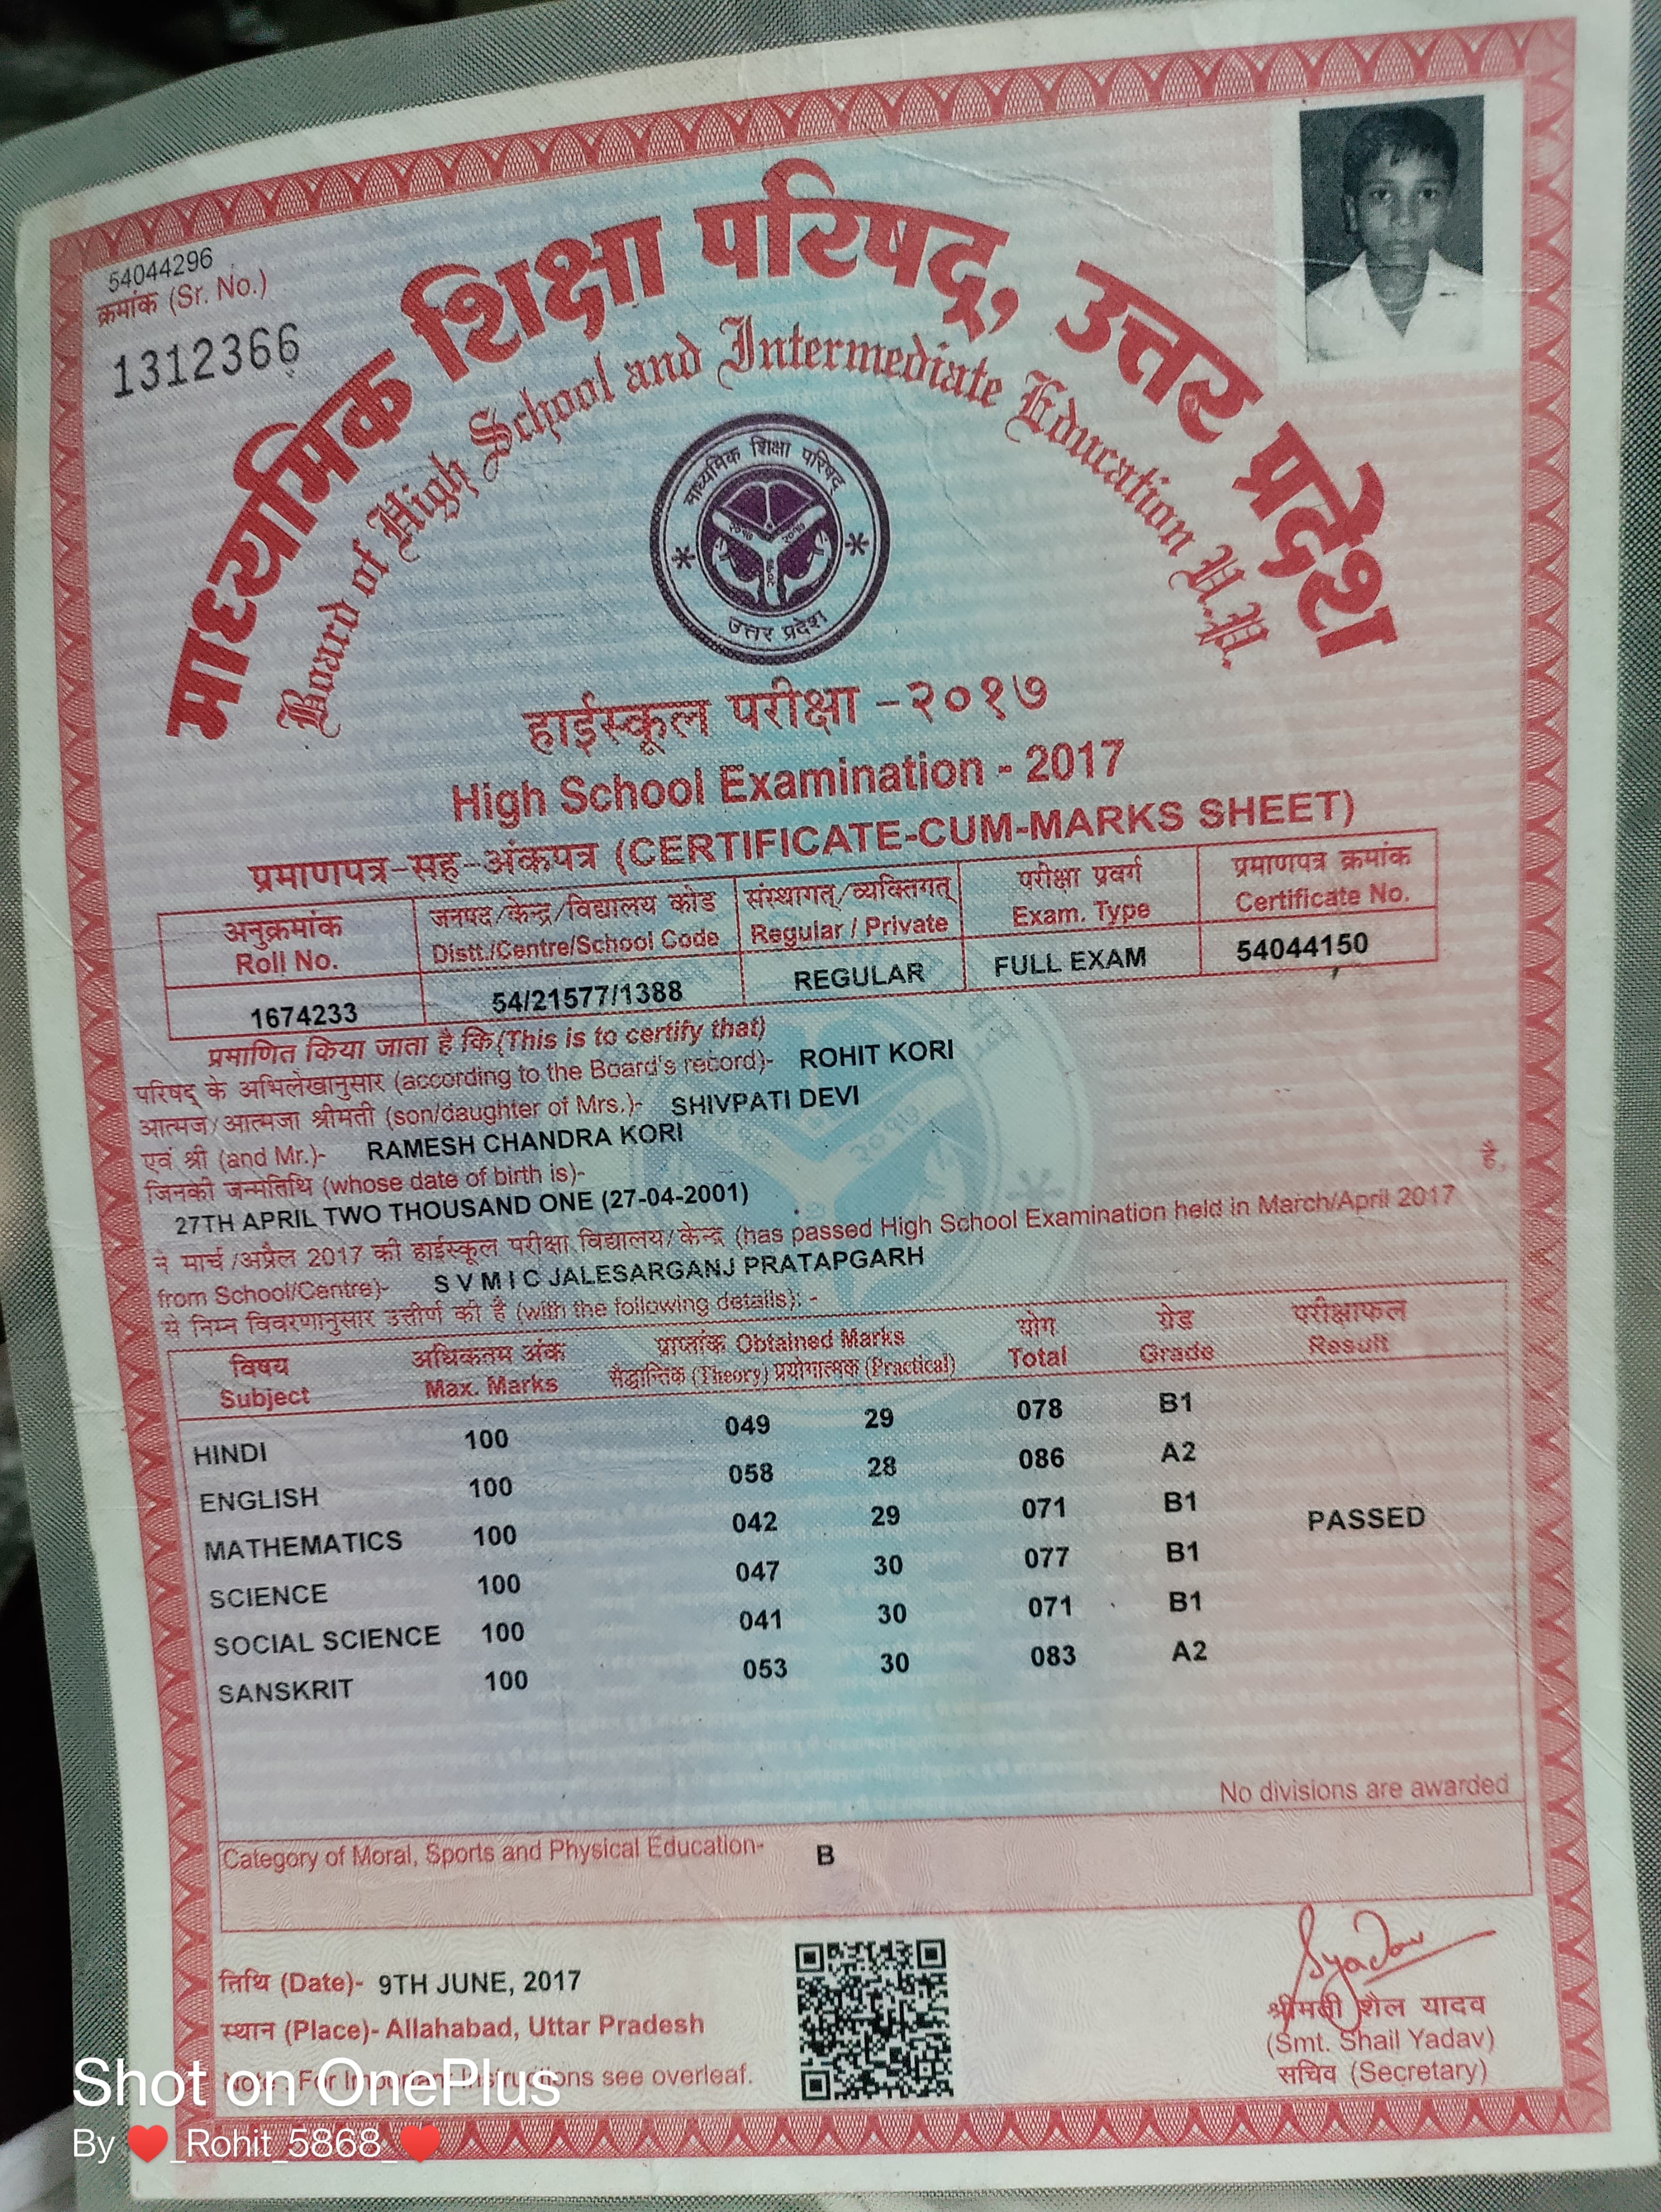 54044296
क्रमांक (Sr. No.)
1312366
माध्यमिक शिक्षा परिषद्, उत्तर प्रदेश
Board of High School and Intermediate Education U.P.
माध्यमिक शिक्षा परिषद्
उत्तर प्रदेश
हाईस्कूल परीक्षा -२०१७
High School Examination - 2017
प्रमाणपत्र-सह-अंकपत्र (CERTIFICATE-CUM-MARKS SHEET)
अनुक्रमांक जनपद/केन्द्र/विद्यालय कोड संस्थागत्/व्यक्तिगत् परीक्षा प्रवर्ग प्रमाणपत्र क्रमांक
Roll No. Distt./Centre/School Code Regular / Private Exam. Type Certificate No.
1674233 54/21577/1388 REGULAR FULL EXAM 54044150
प्रमाणित किया जाता है कि(This is to certify that)
परिषद् के अभिलेखानुसार (according to the Board's record)- ROHIT KORI
आत्मज/आत्मजा श्रीमती (son/daughter of Mrs.)- SHIVPATI DEVI
एवं श्री (and Mr.)- RAMESH CHANDRA KORI
जिनकी जन्मतिथि (whose date of birth is)-
27TH APRIL TWO THOUSAND ONE (27-04-2001) है,
ने मार्च /अप्रैल 2017 की हाईस्कूल परीक्षा विद्यालय/केन्द्र (has passed High School Examination held in March/April 2017
from School/Centre)- S V M I C JALESARGANJ PRATAPGARH
से निम्न विवरणानुसार उत्तीर्ण की है (with the following details): -
विषय अधिकतम अंक प्राप्तांक Obtained Marks योग ग्रेड परीक्षाफल
Subject Max. Marks सैद्धान्तिक (Theory) प्रयोगात्मक (Practical) Total Grade Result
HINDI 100 049 29 078 B1
ENGLISH 100 058 28 086 A2
MATHEMATICS 100 042 29 071 B1 PASSED
SCIENCE 100 047 30 077 B1
SOCIAL SCIENCE 100 041 30 071 B1
SANSKRIT 100 053 30 083 A2
No divisions are awarded
Category of Moral, Sports and Physical Education- B
तिथि (Date)- 9TH JUNE, 2017
स्थान (Place)- Allahabad, Uttar Pradesh
Note : For Important Instructions see overleaf.
SYadav
श्रीमती शैल यादव
(Smt. Shail Yadav)
सचिव (Secretary)
Shot on OnePlus
By ♥_Rohit_5868_♥